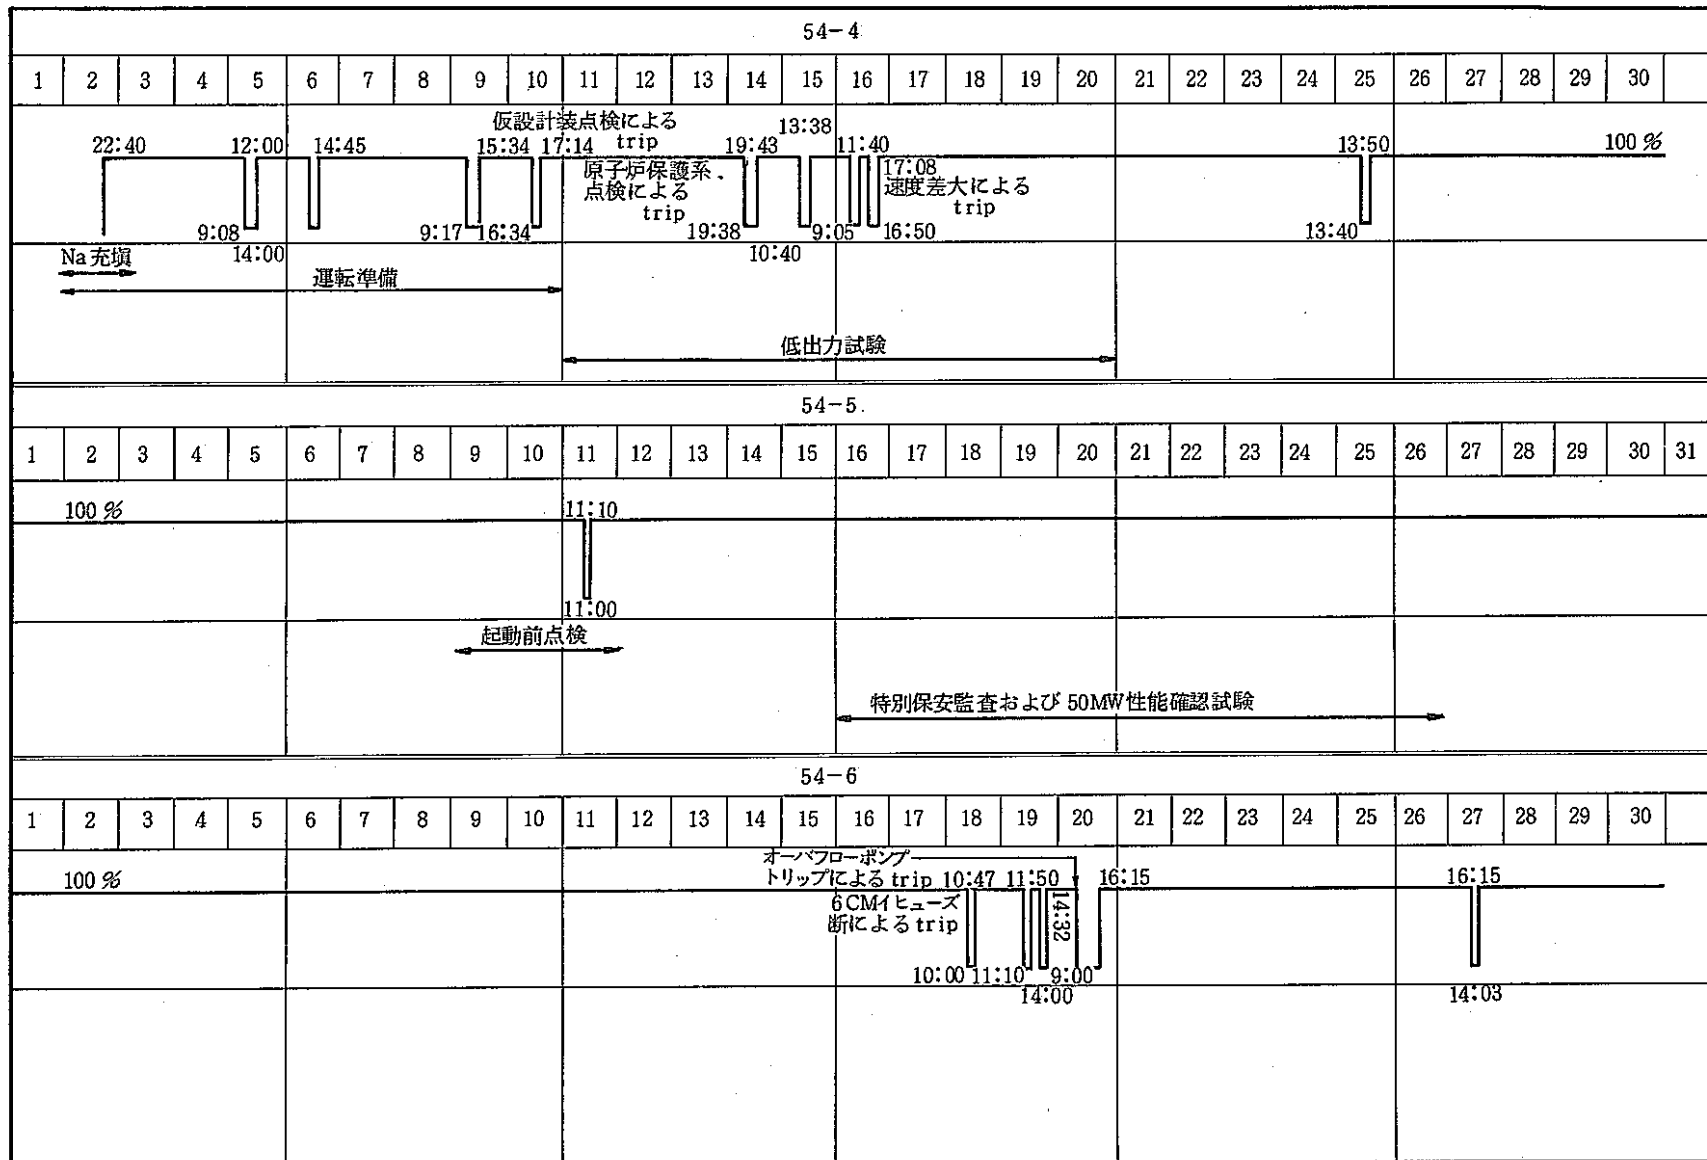 54-4
1 2 3 4 5 6 7 8 9 10 11 12 13 14 15 16 17 18 19 20 21 22 23 24 25 26 27 28 29 30
仮設計装点検による
trip
13:38
22:40 12:00 14:45 15:34 17:14 19:43 11:40 13:50 100 %
原子炉保護系、
点検による
trip
17:08
速度差大による
trip
9:08 9:17 16:34 19:38 9:05 16:50 13:40
14:00 10:40
Na充塡
運転準備
低出力試験
54-5
1 2 3 4 5 6 7 8 9 10 11 12 13 14 15 16 17 18 19 20 21 22 23 24 25 26 27 28 29 30 31
100 % 11:10
11:00
起動前点検
特別保安監査および 50MW性能確認試験
54-6
1 2 3 4 5 6 7 8 9 10 11 12 13 14 15 16 17 18 19 20 21 22 23 24 25 26 27 28 29 30
オーバフローポンプ
100 % トリップによる trip 10:47 11:50 16:15 16:15
6CMイヒューズ
断によるtrip
14:32
10:00 11:10 9:00
14:00 14:03